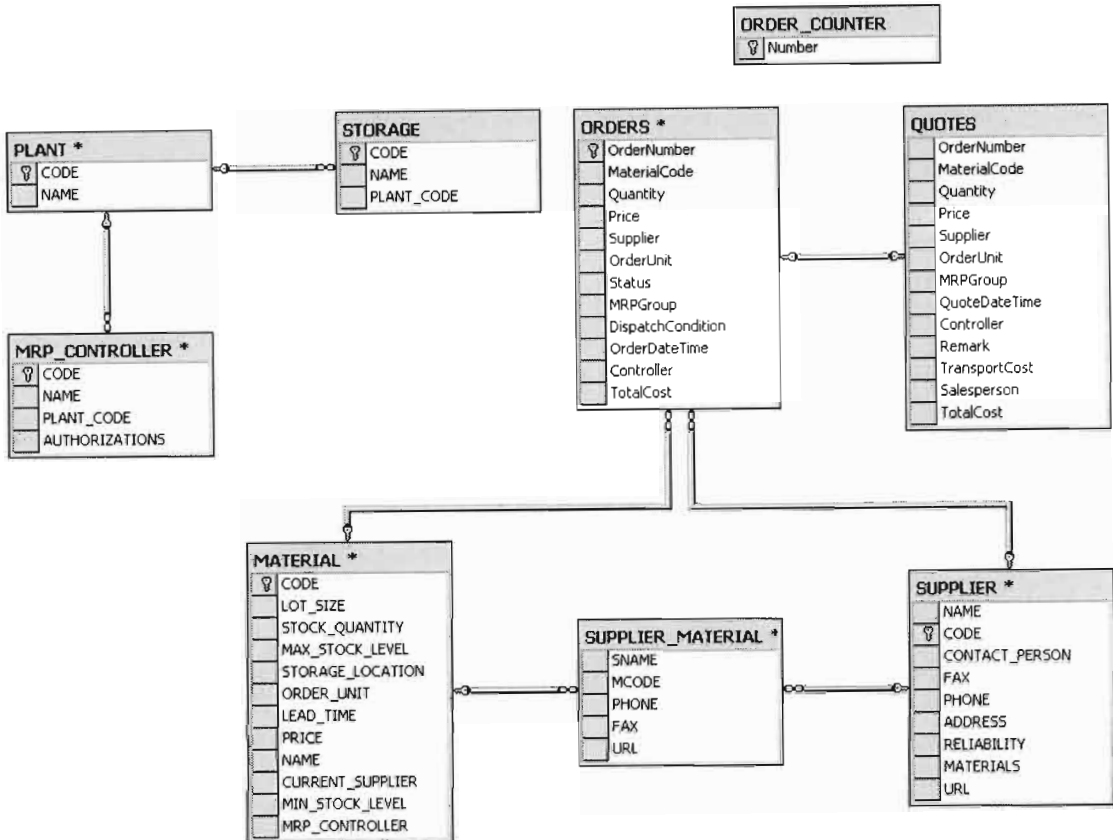 ORDER_COUNTER
Number
PLANT *
CODE
NAME
STORAGE
CODE
NAME
PLANT_CODE
ORDERS *
OrderNumber
MaterialCode
Quantity
Price
Supplier
OrderUnit
Status
MRPGroup
DispatchCondition
OrderDateTime
Controller
TotalCost
QUOTES
OrderNumber
MaterialCode
Quantity
Price
Supplier
OrderUnit
MRPGroup
QuoteDateTime
Controller
Remark
TransportCost
Salesperson
TotalCost
MRP_CONTROLLER *
CODE
NAME
PLANT_CODE
AUTHORIZATIONS
MATERIAL *
CODE
LOT_SIZE
STOCK_QUANTITY
MAX_STOCK_LEVEL
STORAGE_LOCATION
ORDER_UNIT
LEAD_TIME
PRICE
NAME
CURRENT_SUPPLIER
MIN_STOCK_LEVEL
MRP_CONTROLLER
SUPPLIER_MATERIAL *
SNAME
MCODE
PHONE
FAX
URL
SUPPLIER *
NAME
CODE
CONTACT_PERSON
FAX
PHONE
ADDRESS
RELIABILITY
MATERIALS
URL